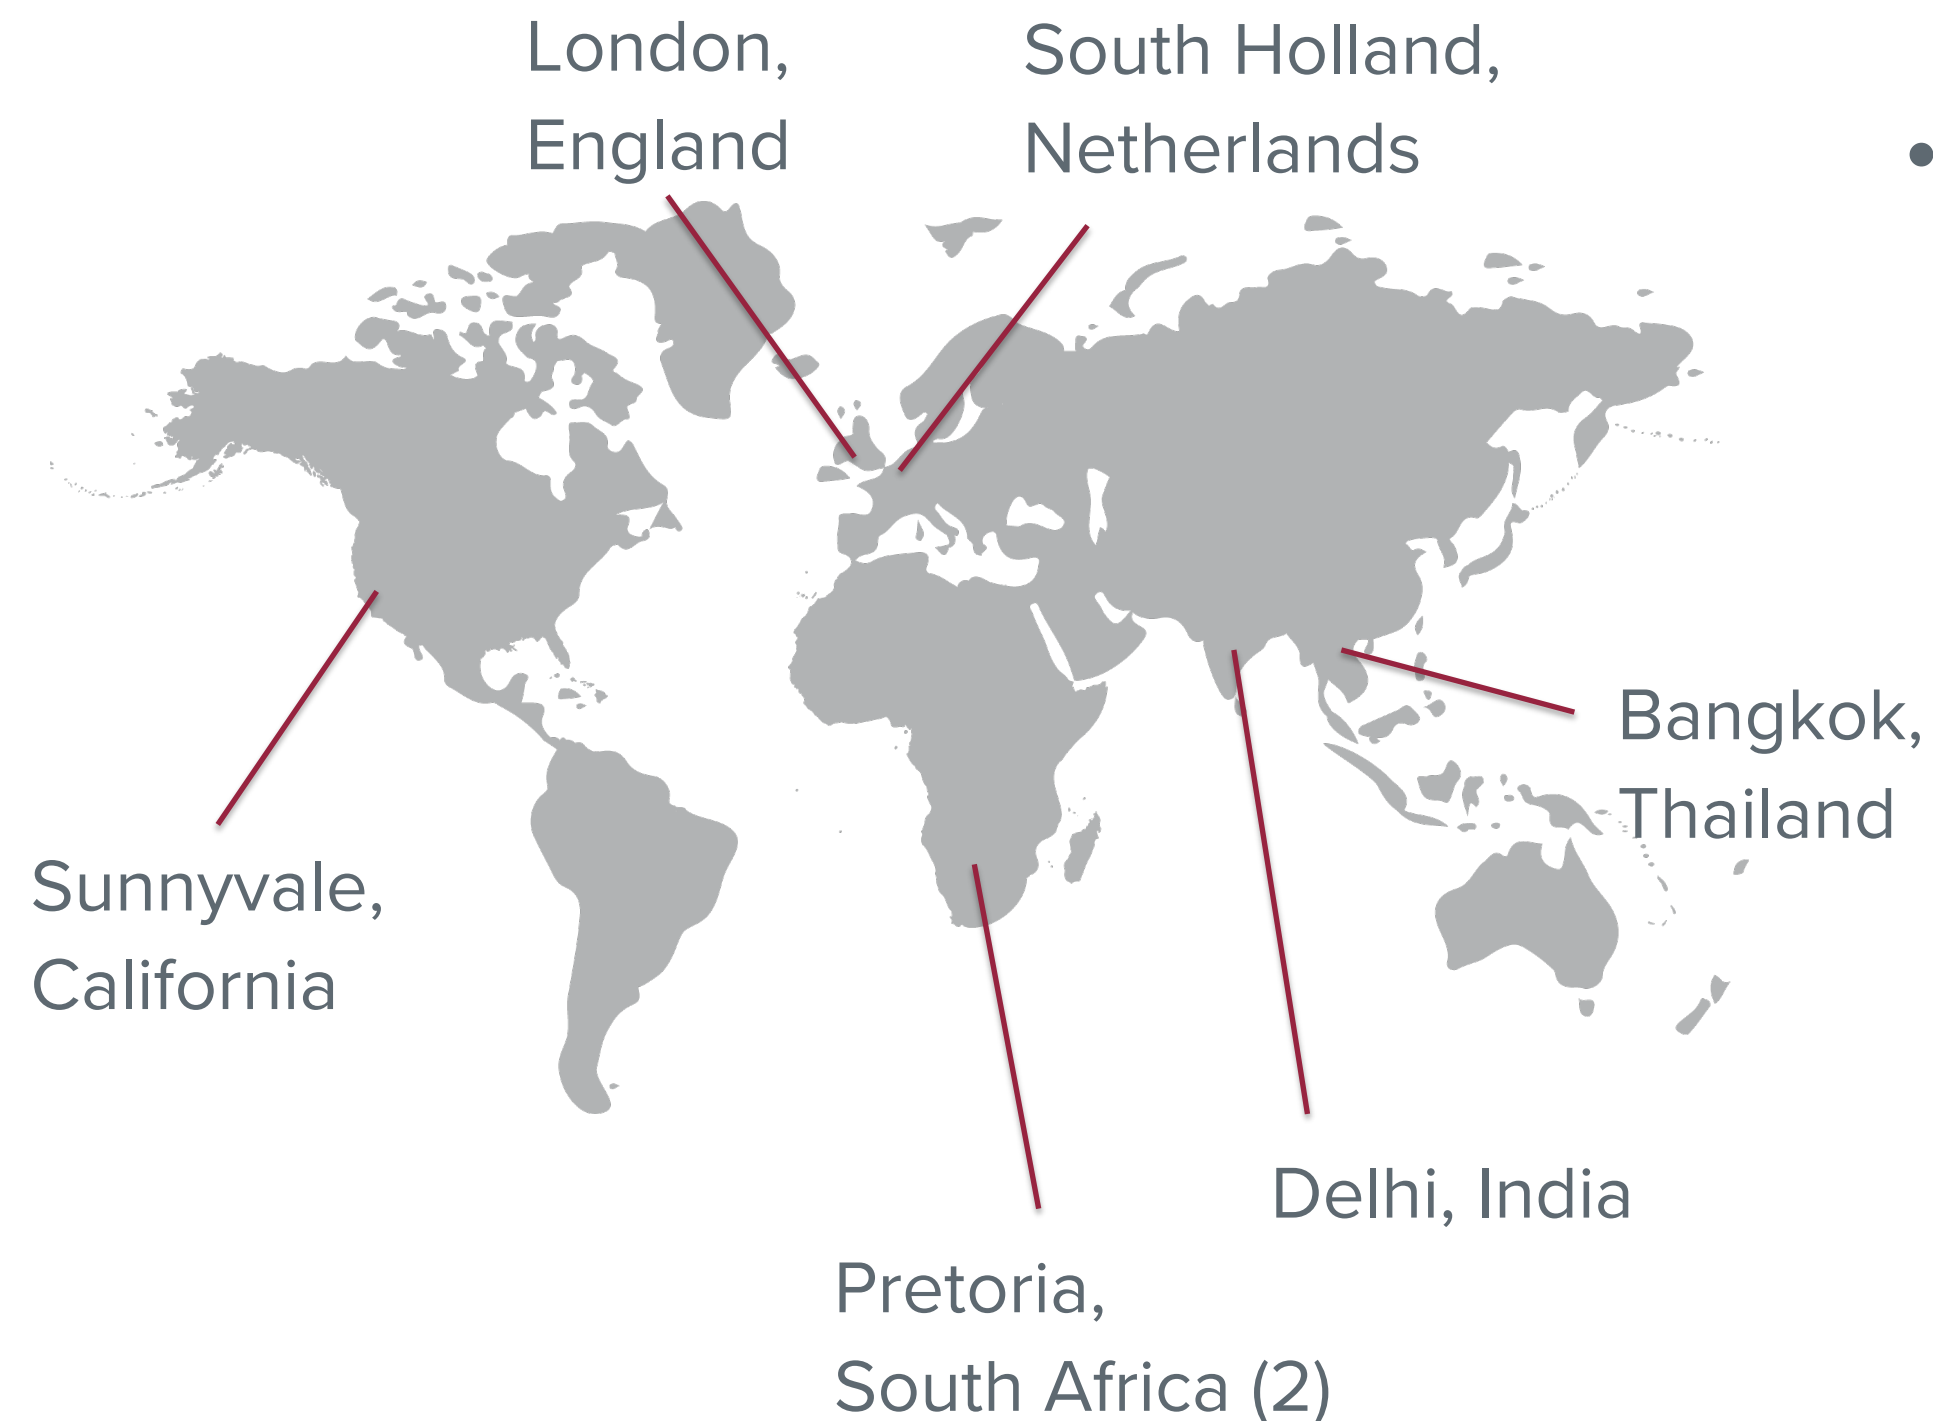 London,
England
South Holland,
Netherlands
•
Bangkok,
Thailand
Sunnyvale,
California
Delhi, India
Pretoria,
South Africa (2)